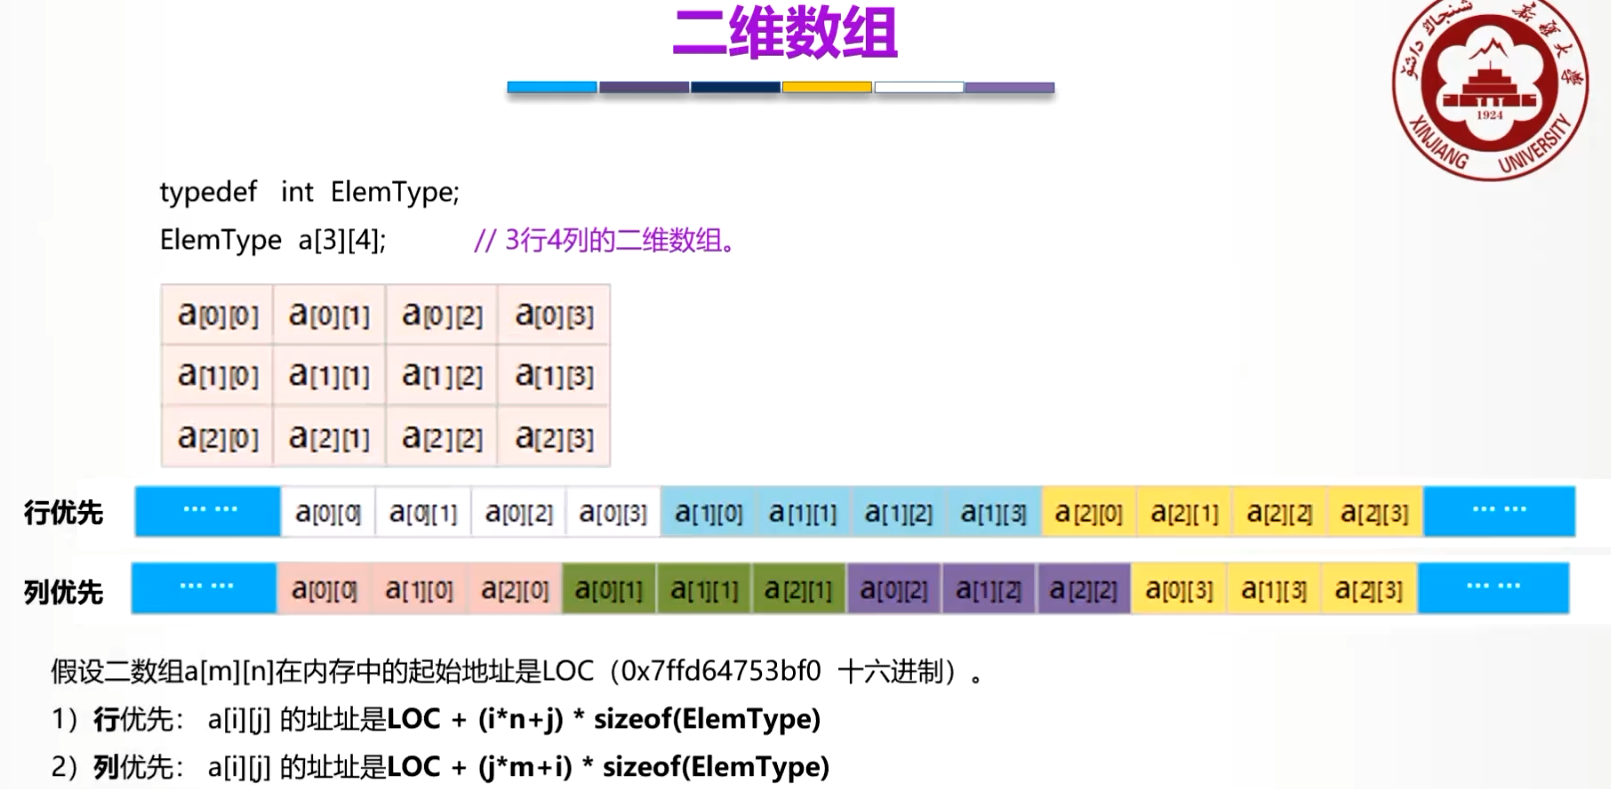 二维数组
شىنجاڭ داشۆ
新疆大学
1924
XINJIANG UNIVERSITY
typedef int ElemType;
ElemType a[3][4]; // 3行4列的二维数组。
a[0][0] a[0][1] a[0][2] a[0][3]
a[1][0] a[1][1] a[1][2] a[1][3]
a[2][0] a[2][1] a[2][2] a[2][3]
行优先 …… a[0][0] a[0][1] a[0][2] a[0][3] a[1][0] a[1][1] a[1][2] a[1][3] a[2][0] a[2][1] a[2][2] a[2][3] ……
列优先 …… a[0][0] a[1][0] a[2][0] a[0][1] a[1][1] a[2][1] a[0][2] a[1][2] a[2][2] a[0][3] a[1][3] a[2][3] ……
假设二数组a[m][n]在内存中的起始地址是LOC（0x7ffd64753bf0 十六进制）。
1）行优先： a[i][j] 的址址是LOC + (i*n+j) * sizeof(ElemType)
2）列优先： a[i][j] 的址址是LOC + (j*m+i) * sizeof(ElemType)